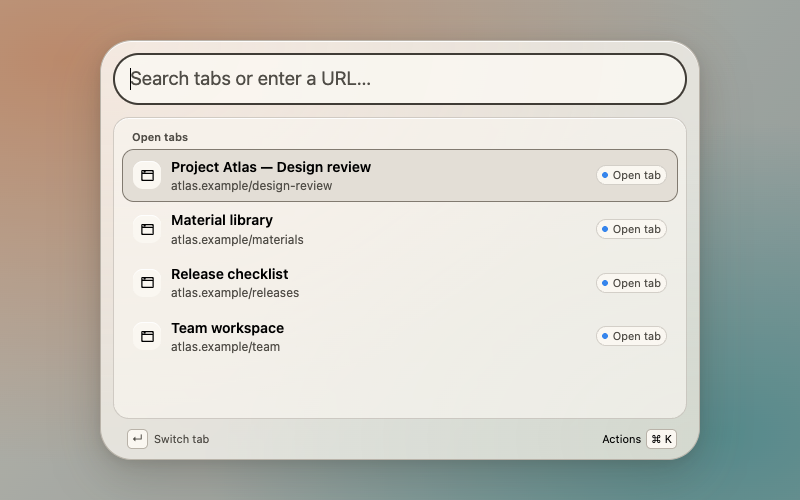 Search tabs or enter a URL...
Open tabs
Project Atlas — Design review
atlas.example/design-review
Open tab
Material library
atlas.example/materials
Open tab
Release checklist
atlas.example/releases
Open tab
Team workspace
atlas.example/team
Open tab
↵ Switch tab
Actions ⌘ K